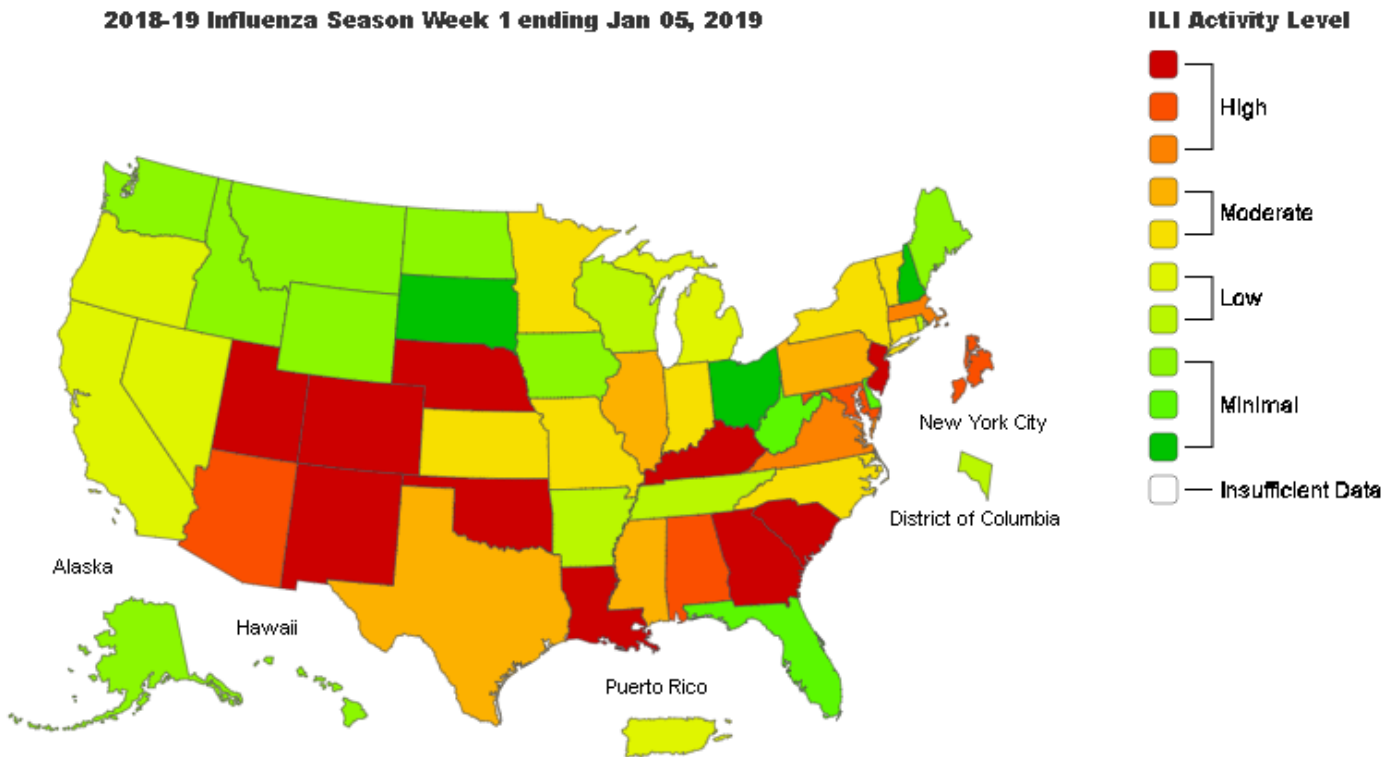 2018-19 Influenza Season Week 1 ending Jan 05, 2019
ILI Activity Level
High
Moderate
Low
Minimal
Insufficient Data
New York City
District of Columbia
Alaska
Hawaii
Puerto Rico